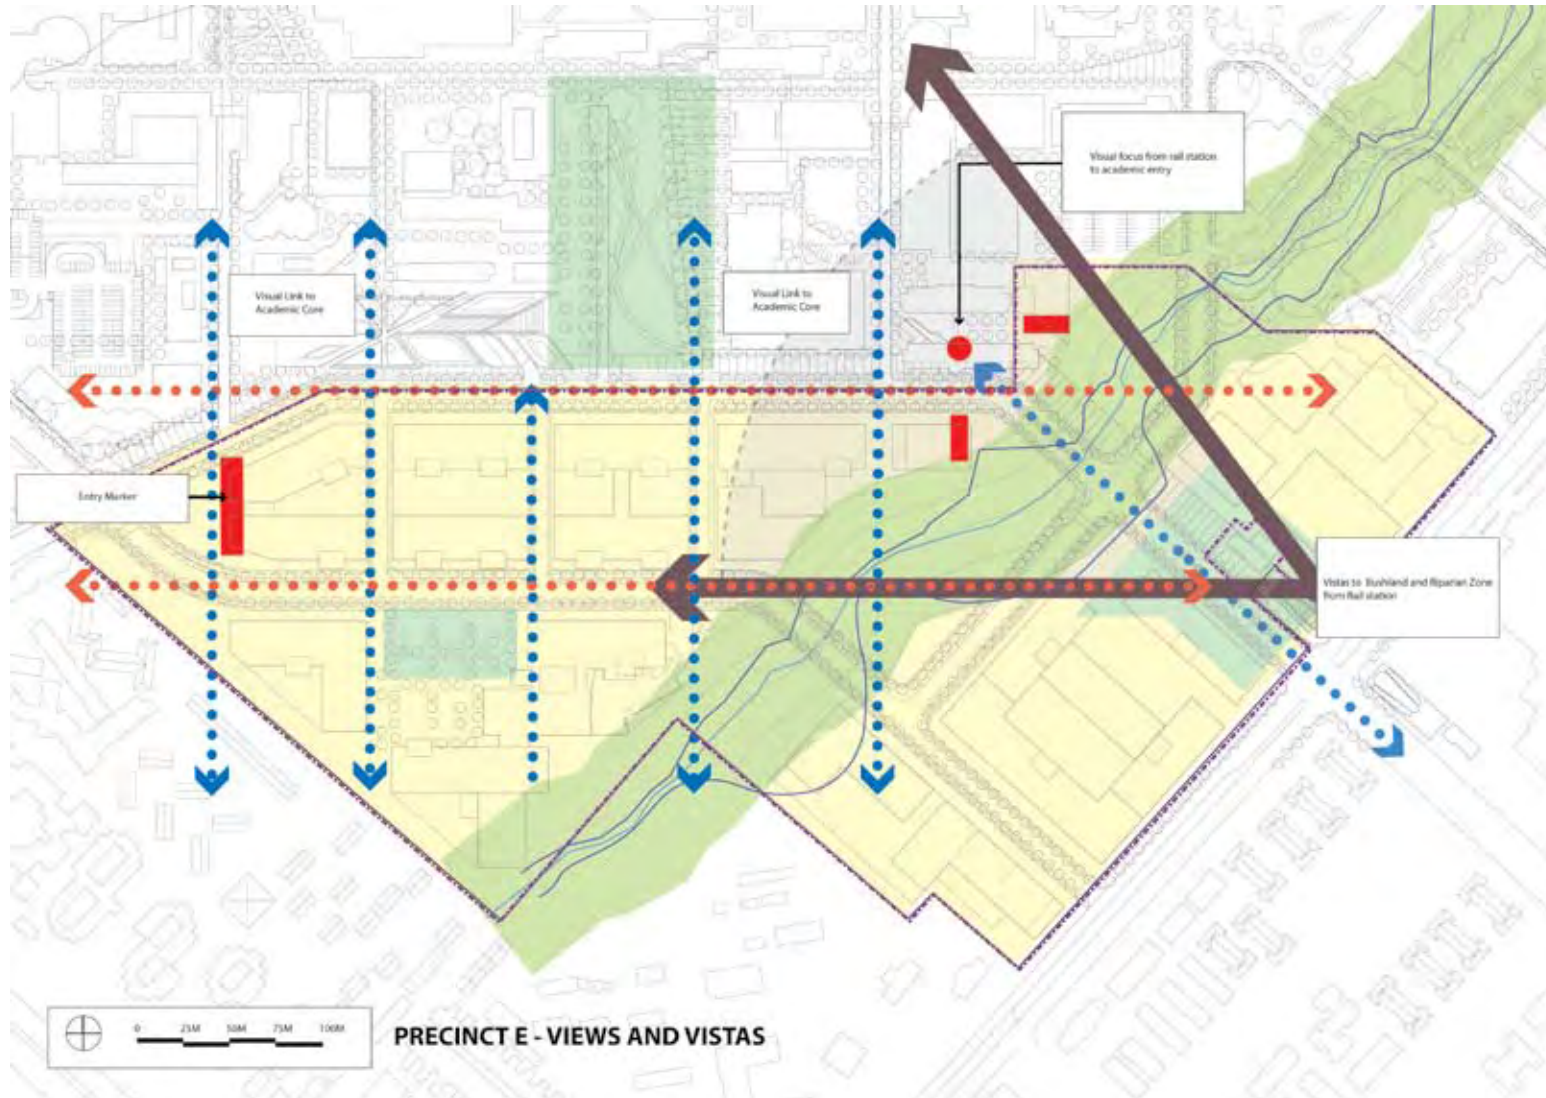 Visual focus from rail station
to academic entry
Visual Link to
Academic Core
Visual Link to
Academic Core
Entry Marker
Vistas to Bushland and Riparian Zone
from Rail station
0 25M 50M 75M 100M
PRECINCT E - VIEWS AND VISTAS